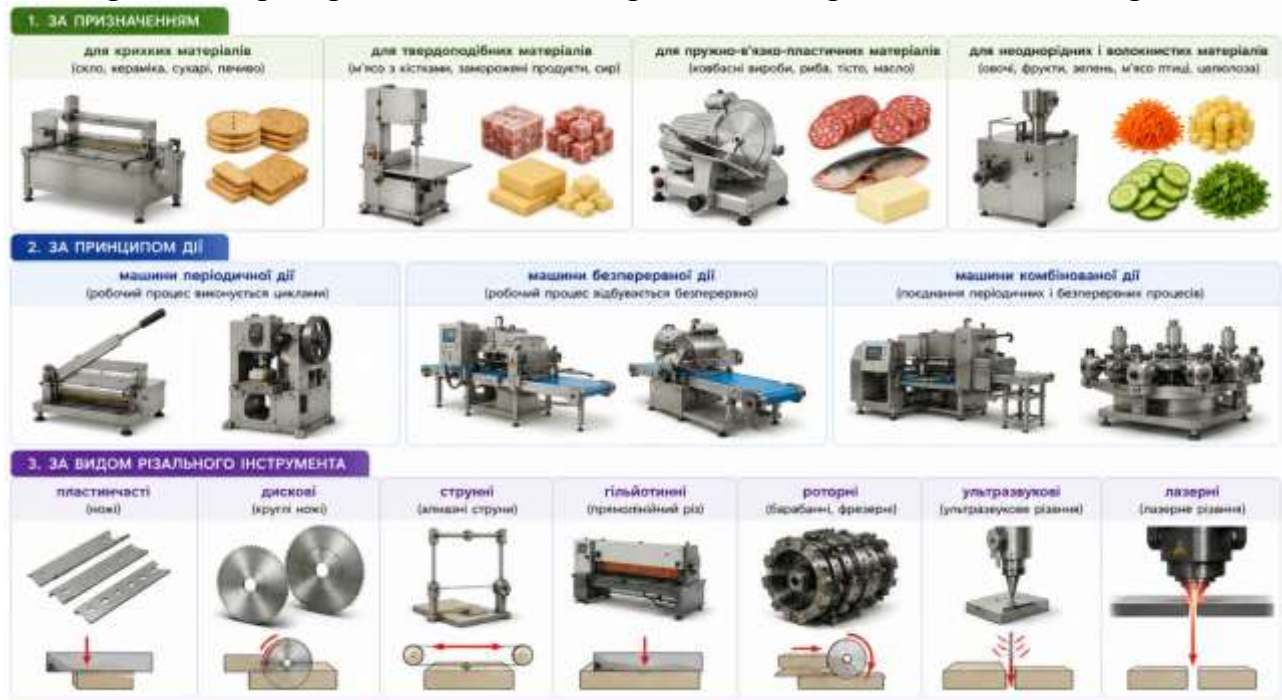 1. ЗА ПРИЗНАЧЕННЯМ
для крихких матеріалів
(скло, кераміка, сухарі, печиво)
для твердоподібних матеріалів
(м'ясо з кістками, заморожені продукти, сир)
для пружно-в'язко-пластичних матеріалів
(ковбасні вироби, риба, тісто, масло)
для неоднорідних і волокнистих матеріалів
(овочі, фрукти, зелень, м'ясо птиці, целюлоза)
2. ЗА ПРИНЦИПОМ ДІЇ
машини періодичної дії
(робочий процес виконується циклами)
машини безперервної дії
(робочий процес відбувається безперервно)
машини комбінованої дії
(поєднання періодичних і безперервних процесів)
3. ЗА ВИДОМ РІЗАЛЬНОГО ІНСТРУМЕНТА
пластинчасті
(ножі)
дискові
(круглі ножі)
струнні
(алмазні струни)
гільйотинні
(прямолінійний різ)
роторні
(барабанні, фрезерні)
ультразвукові
(ультразвукове різання)
лазерні
(лазерне різання)